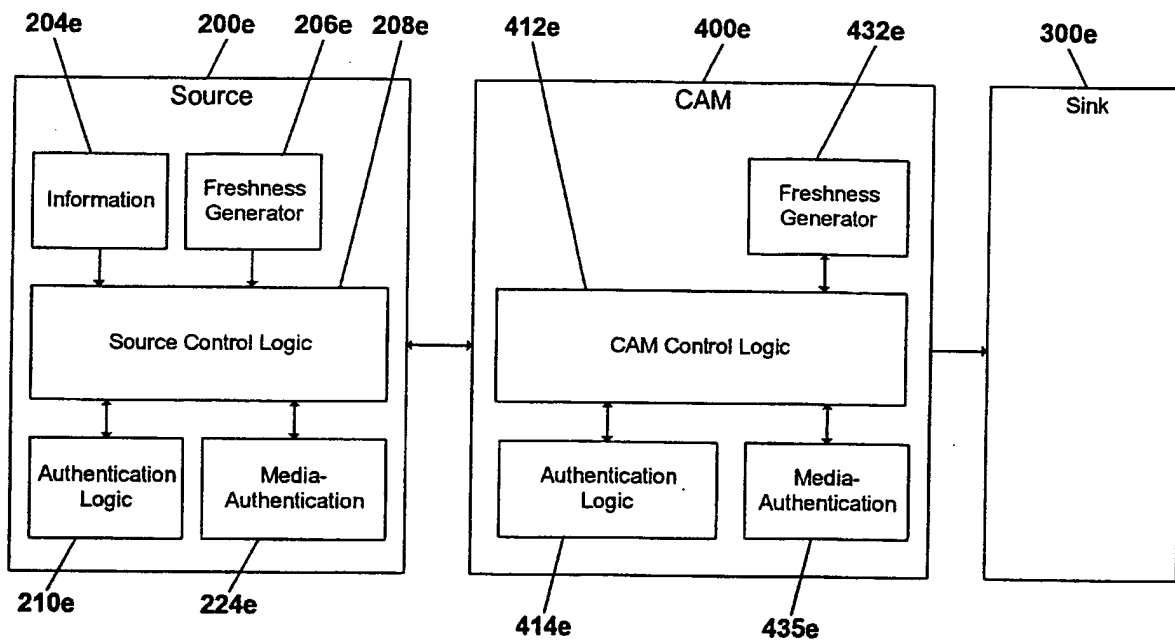 204e 200e 206e 208e 412e 400e 432e 300e
Source CAM Sink
Information
Freshness
Generator
Freshness
Generator
Source Control Logic
CAM Control Logic
Authentication
Logic
Media-
Authentication
Authentication
Logic
Media-
Authentication
210e 224e 414e 435e